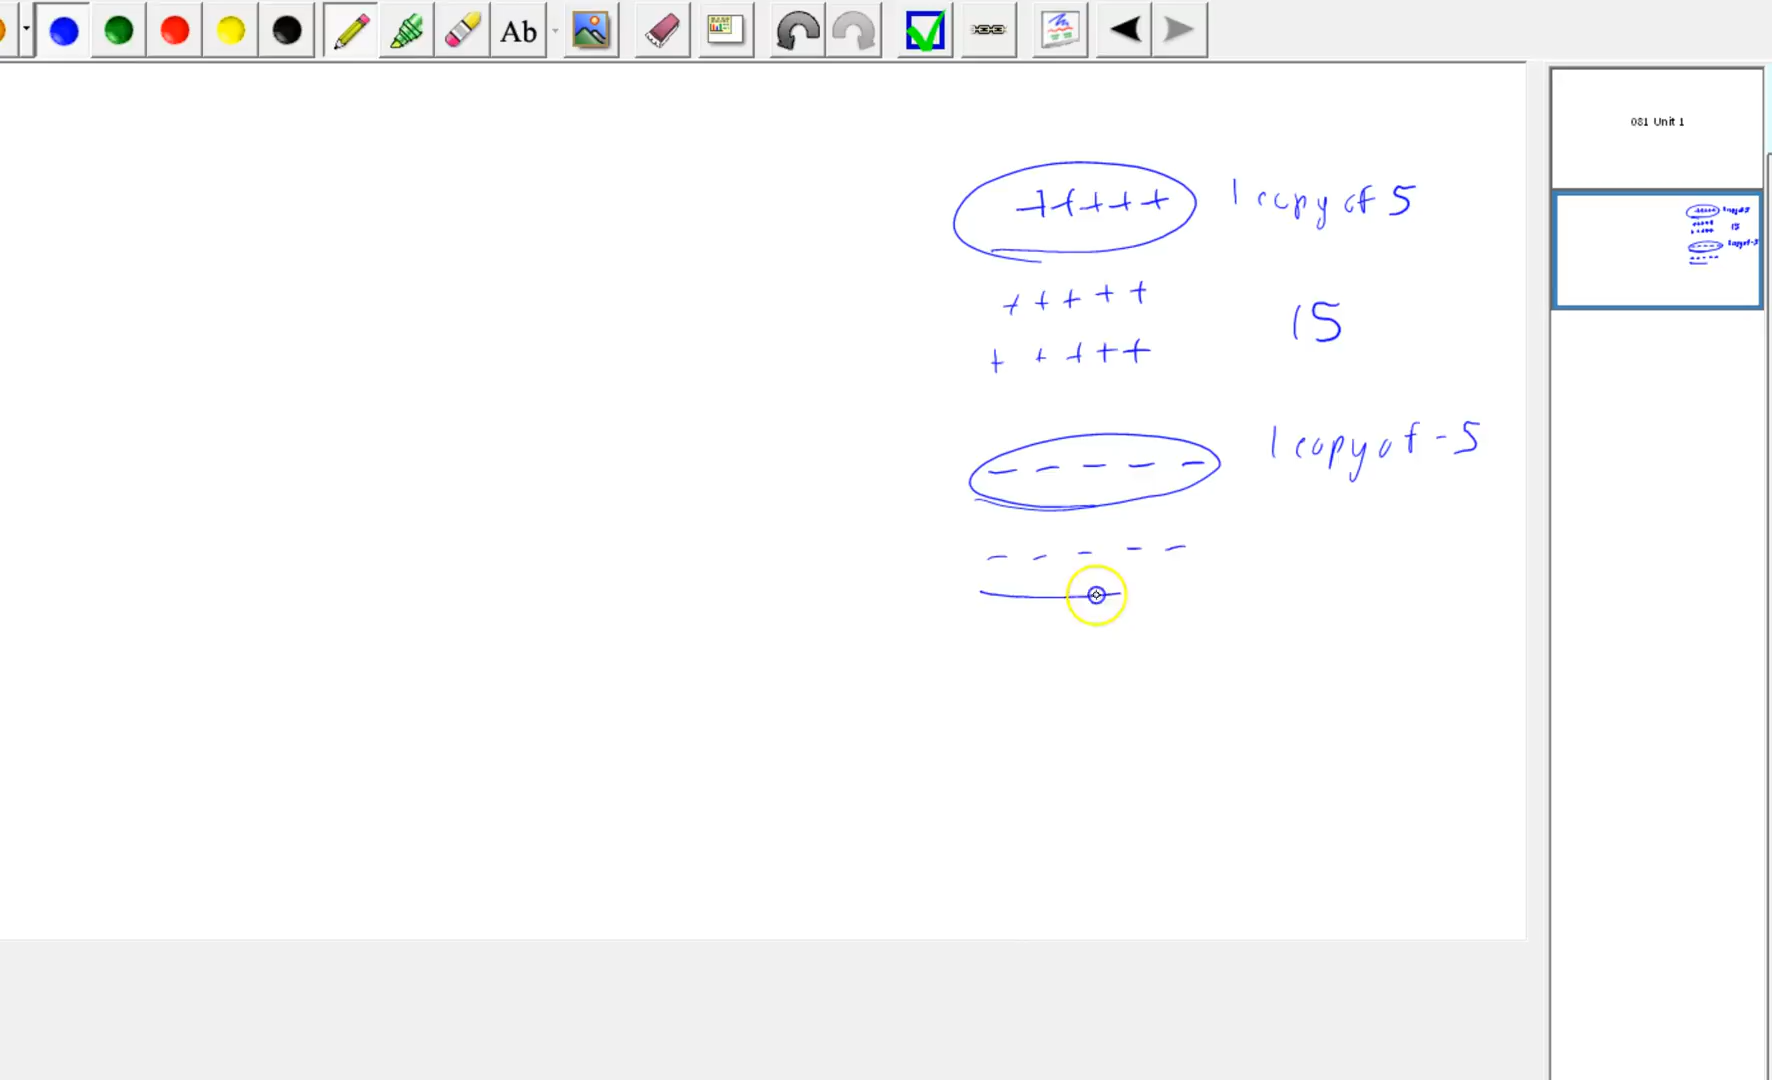 Ab
081 Unit 1
+++++ 1 copy of 5
+++++
15
+++++
- - - - - 1 copy of -5
- - - - -